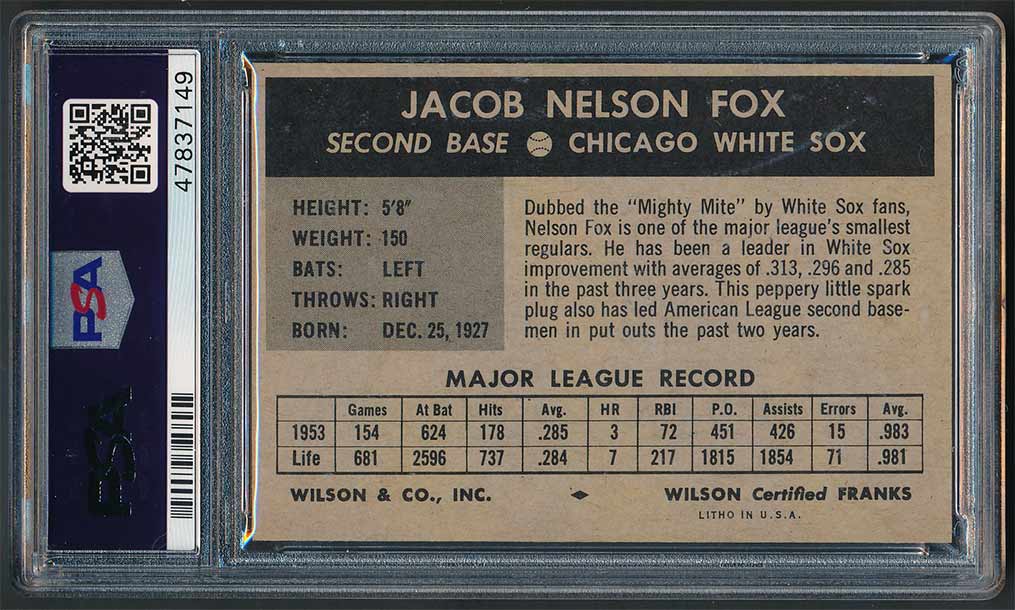 JACOB NELSON FOX
SECOND BASE CHICAGO WHITE SOX
HEIGHT: 5'8"
WEIGHT: 150
BATS: LEFT
THROWS: RIGHT
BORN: DEC. 25, 1927
Dubbed the "Mighty Mite" by White Sox fans,
Nelson Fox is one of the major league's smallest
regulars. He has been a leader in White Sox
improvement with averages of .313, .296 and .285
in the past three years. This peppery little spark
plug also has led American League second base-
men in put outs the past two years.
MAJOR LEAGUE RECORD
Games At Bat Hits Avg. HR RBI P.O. Assists Errors Avg.
1953 154 624 178 .285 3 72 451 426 15 .983
Life 681 2596 737 .284 7 217 1815 1854 71 .981
WILSON & CO., INC. WILSON Certified FRANKS
LITHO IN U.S.A.
47837149
PSA
PSA